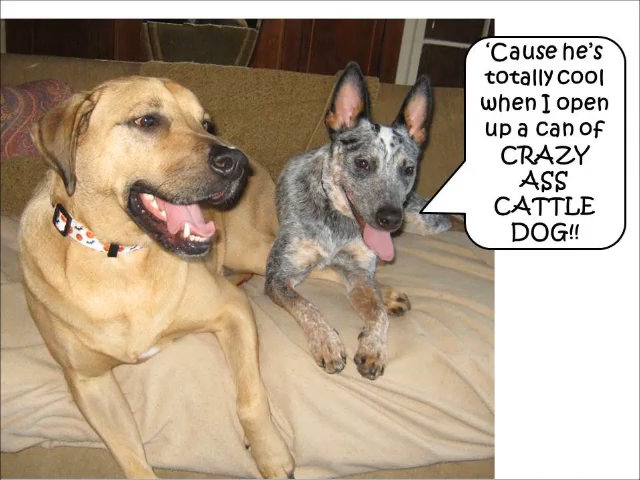 ‘Cause he’s
totally cool
when I open
up a can of
CRAZY
ASS
CATTLE
DOG!!